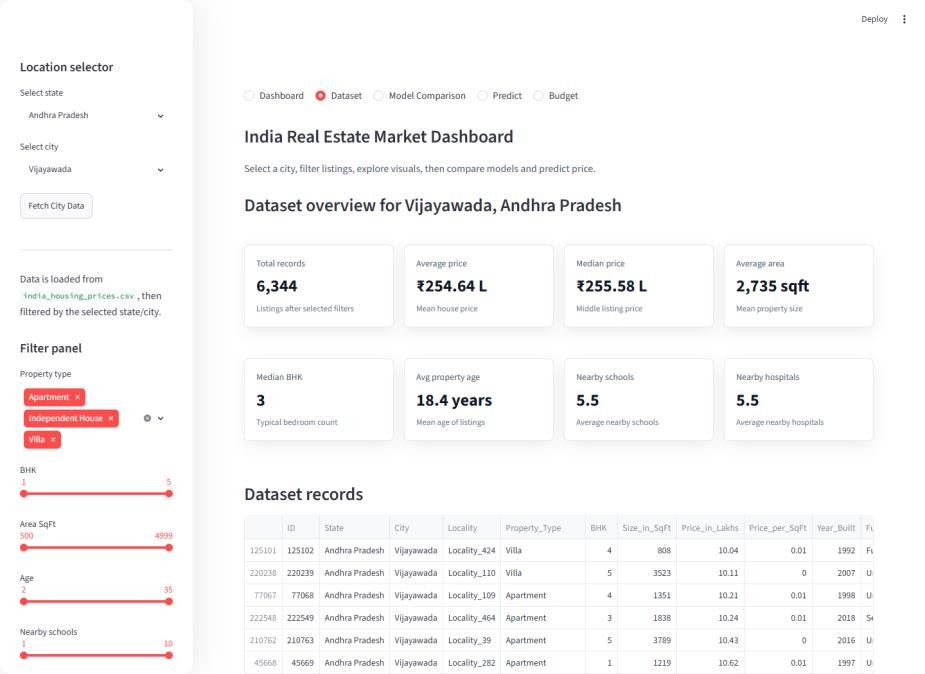 Deploy
Location selector
Select state
Andhra Pradesh
Select city
Vijayawada
Fetch City Data
Data is loaded from
india_housing_prices.csv , then
filtered by the selected state/city.
Filter panel
Property type
Apartment ×
Independent House ×
Villa ×
BHK
1 5
Area SqFt
500 4999
Age
2 35
Nearby schools
1 10
Dashboard Dataset Model Comparison Predict Budget
India Real Estate Market Dashboard
Select a city, filter listings, explore visuals, then compare models and predict price.
Dataset overview for Vijayawada, Andhra Pradesh
Total records
6,344
Listings after selected filters
Average price
₹254.64 L
Mean house price
Median price
₹255.58 L
Middle listing price
Average area
2,735 sqft
Mean property size
Median BHK
3
Typical bedroom count
Avg property age
18.4 years
Mean age of listings
Nearby schools
5.5
Average nearby schools
Nearby hospitals
5.5
Average nearby hospitals
Dataset records
ID State City Locality Property_Type BHK Size_in_SqFt Price_in_Lakhs Price_per_SqFt Year_Built Fu
125101 125102 Andhra Pradesh Vijayawada Locality_424 Villa 4 808 10.04 0.01 1992 Fu
220238 220239 Andhra Pradesh Vijayawada Locality_110 Villa 5 3523 10.11 0 2007 U
77067 77068 Andhra Pradesh Vijayawada Locality_109 Apartment 4 1351 10.21 0.01 1998 U
222548 222549 Andhra Pradesh Vijayawada Locality_464 Apartment 3 1838 10.24 0.01 2018 Se
210762 210763 Andhra Pradesh Vijayawada Locality_39 Apartment 5 3789 10.43 0 2016 U
45668 45669 Andhra Pradesh Vijayawada Locality_282 Apartment 1 1219 10.62 0.01 1997 U